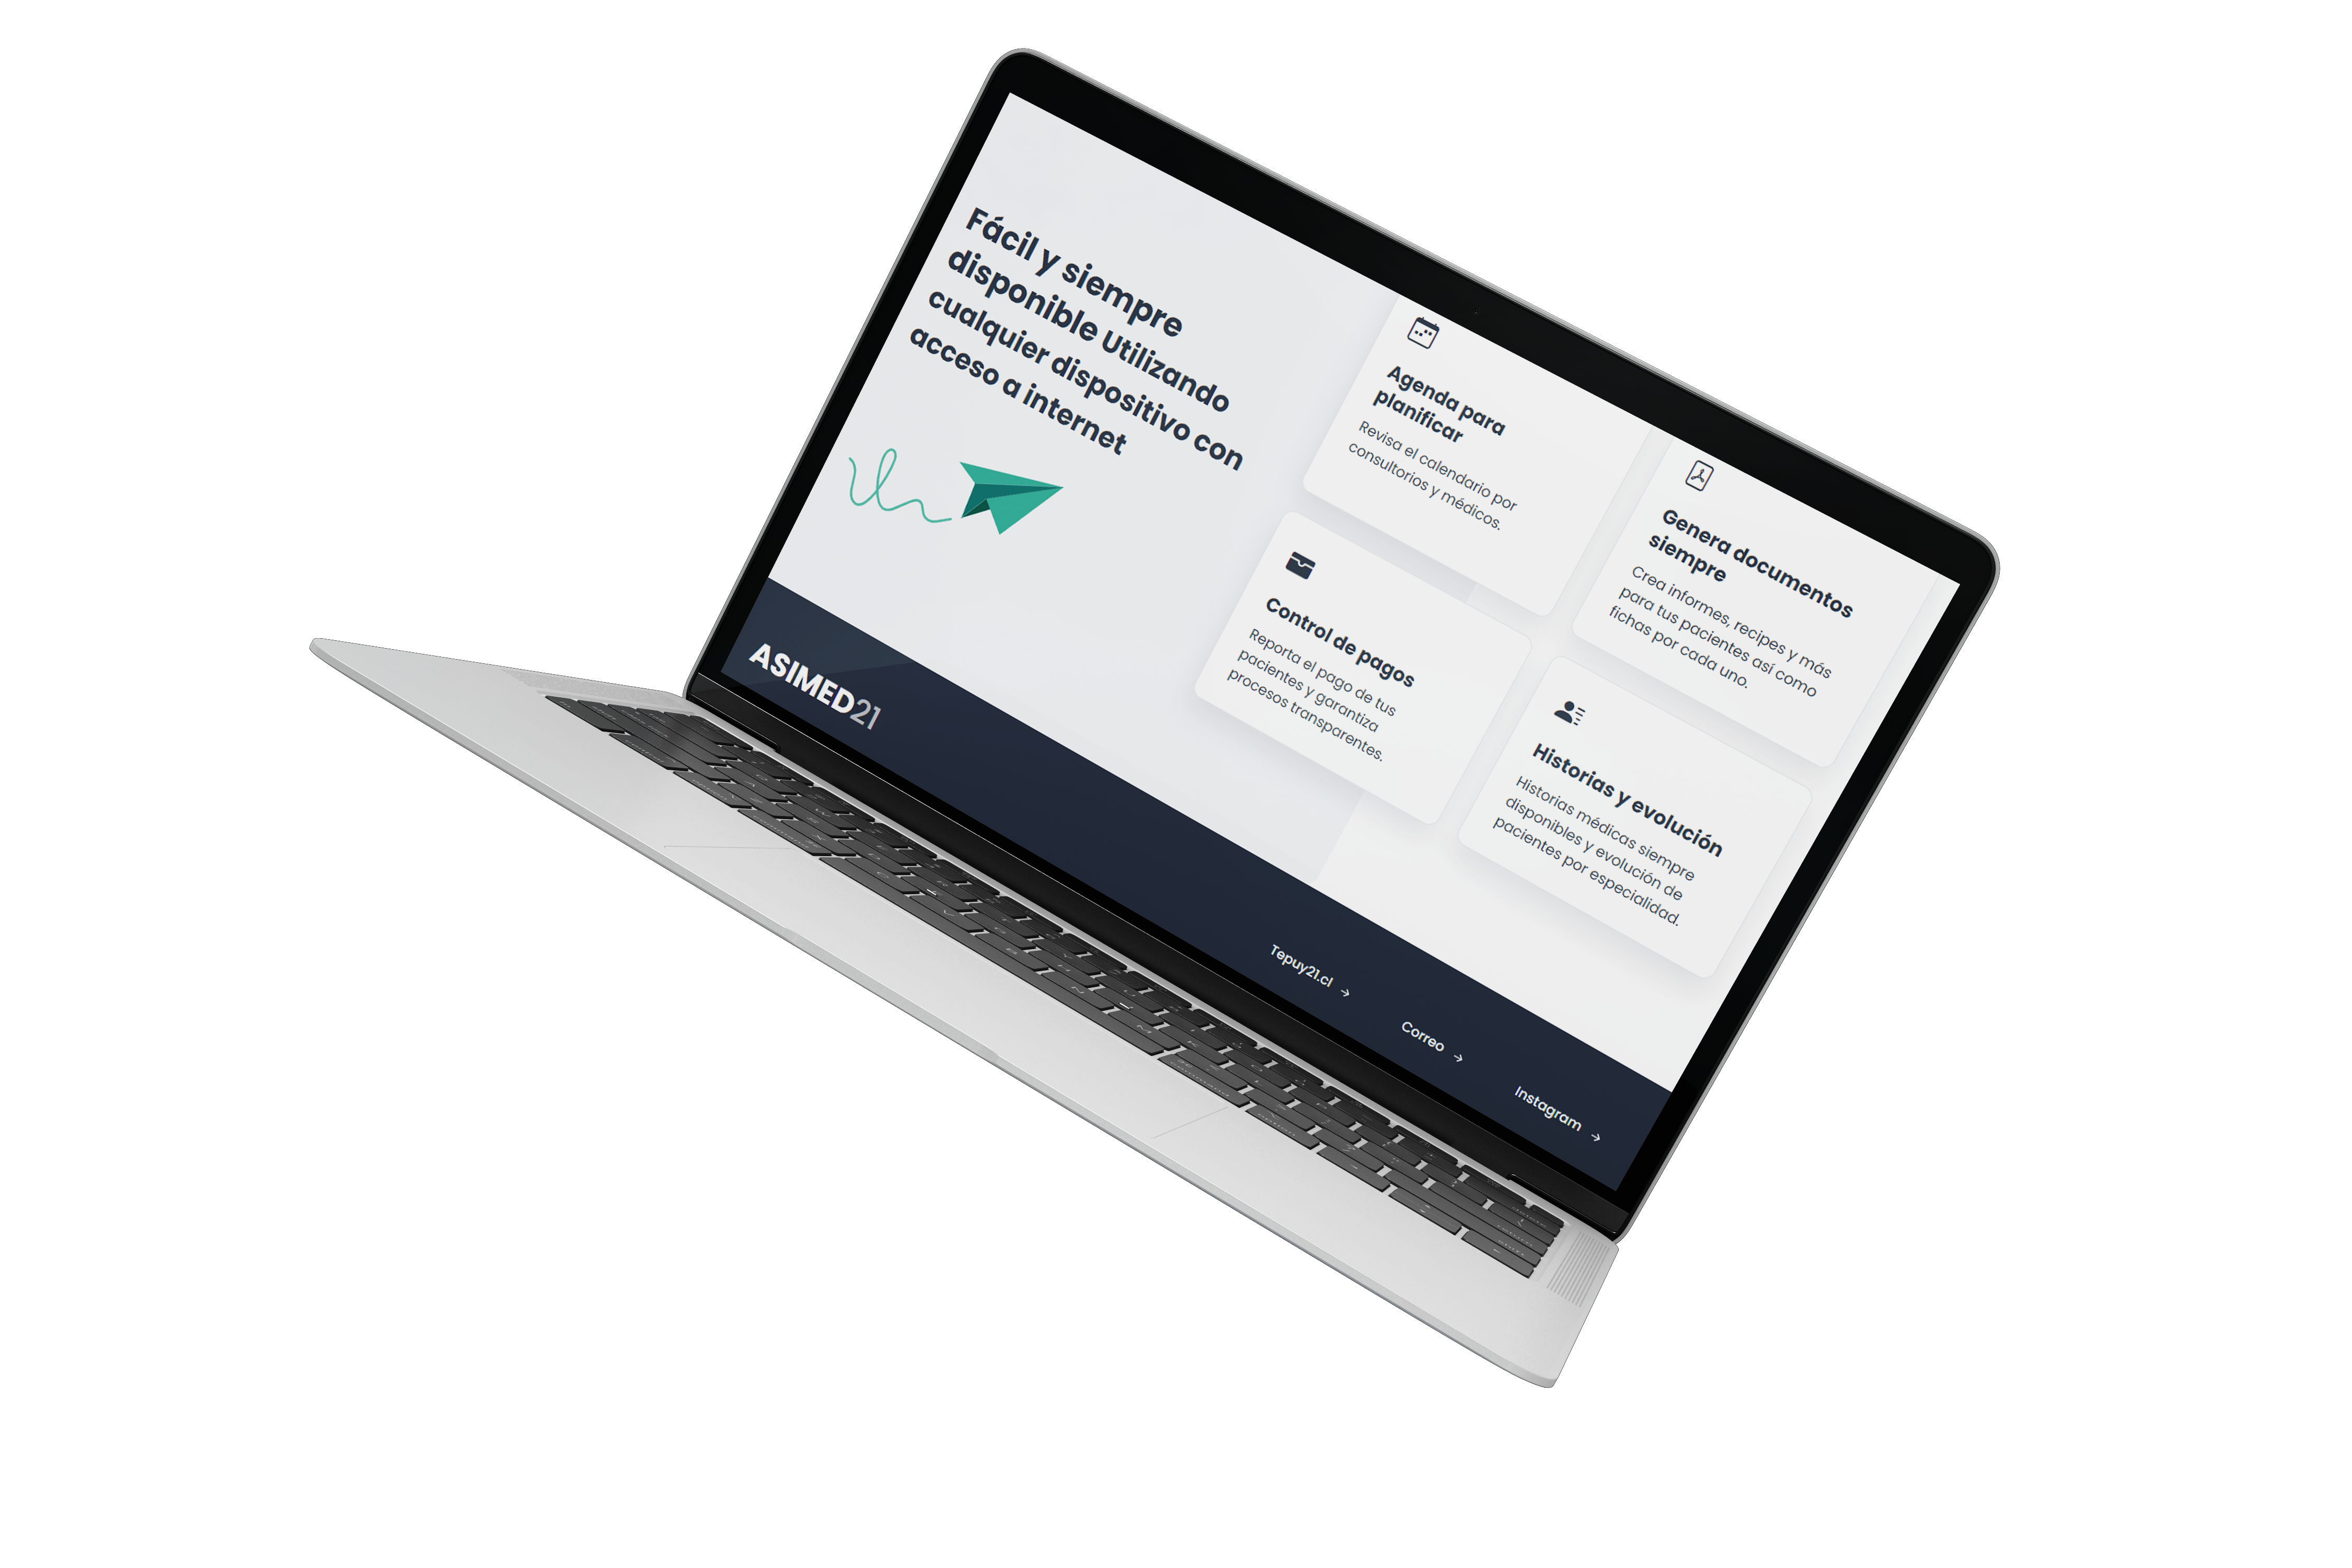 Fácil y siempre
disponible Utilizando
cualquier dispositivo con
acceso a internet
Agenda para
planificar
Revisa el calendario por
consultorios y médicos.
Genera documentos
siempre
Crea informes, recipes y más
para tus pacientes así como
fichas por cada uno.
Control de pagos
Reporta el pago de tus
pacientes y garantiza
procesos transparentes.
Historias y evolución
Historias médicas siempre
disponibles y evolución de
pacientes por especialidad.
ASIMED21
Tepuy21.cl →
Correo →
Instagram →